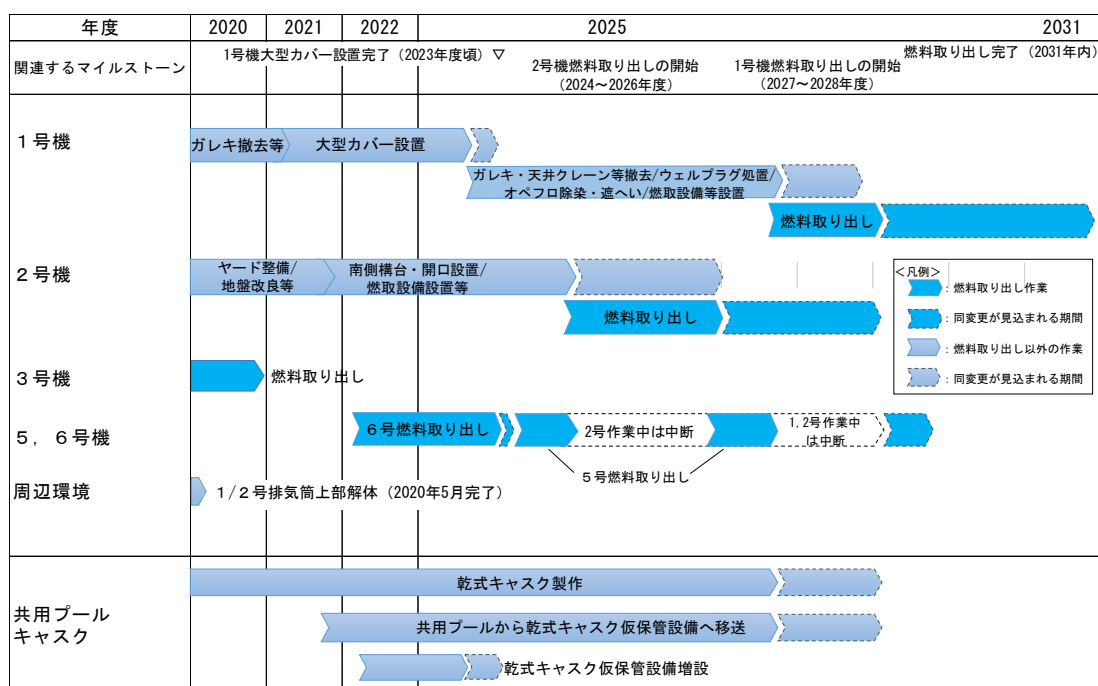 年度 2020 2021 2022 2025 2031
関連するマイルストーン
1号機大型カバー設置完了（2023年度頃）▽
2号機燃料取り出しの開始
（2024～2026年度）
1号機燃料取り出しの開始
（2027～2028年度）
燃料取り出し完了（2031年内）
１号機
ガレキ撤去等
大型カバー設置
ガレキ・天井クレーン等撤去/ウェルプラグ処置/
オペフロ除染・遮へい/燃取設備等設置
燃料取り出し
２号機
ヤード整備/
地盤改良等
南側構台・開口設置/
燃取設備設置等
燃料取り出し
＜凡例＞
：燃料取り出し作業
：同変更が見込まれる期間
：燃料取り出し以外の作業
：同変更が見込まれる期間
３号機
燃料取り出し
５，６号機
６号燃料取り出し
2号作業中は中断
1,2号作業中
は中断
５号燃料取り出し
周辺環境
１/２号排気筒上部解体（2020年5月完了）
共用プール
キャスク
乾式キャスク製作
共用プールから乾式キャスク仮保管設備へ移送
乾式キャスク仮保管設備増設